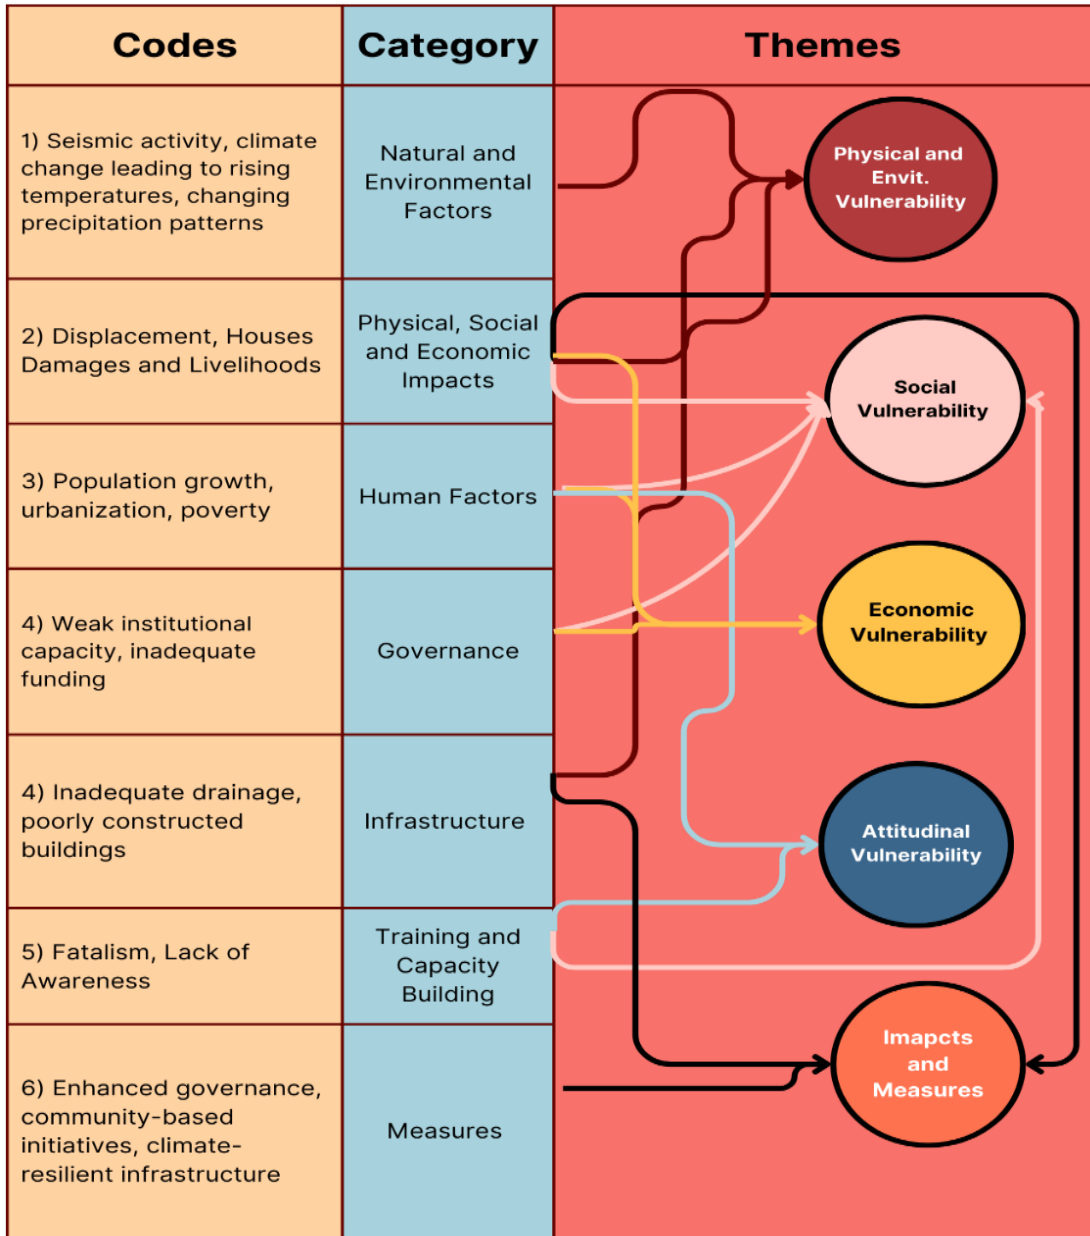 Codes
Category
Themes
1) Seismic activity, climate
change leading to rising
temperatures, changing
precipitation patterns
Natural and
Environmental
Factors
Physical and
Envit.
Vulnerability
2) Displacement, Houses
Damages and Livelihoods
Physical, Social
and Economic
Impacts
Social
Vulnerability
3) Population growth,
urbanization, poverty
Human Factors
4) Weak institutional
capacity, inadequate
funding
Governance
Economic
Vulnerability
4) Inadequate drainage,
poorly constructed
buildings
Infrastructure
Attitudinal
Vulnerability
5) Fatalism, Lack of
Awareness
Training and
Capacity
Building
6) Enhanced governance,
community-based
initiatives, climate-
resilient infrastructure
Measures
Imapcts
and
Measures